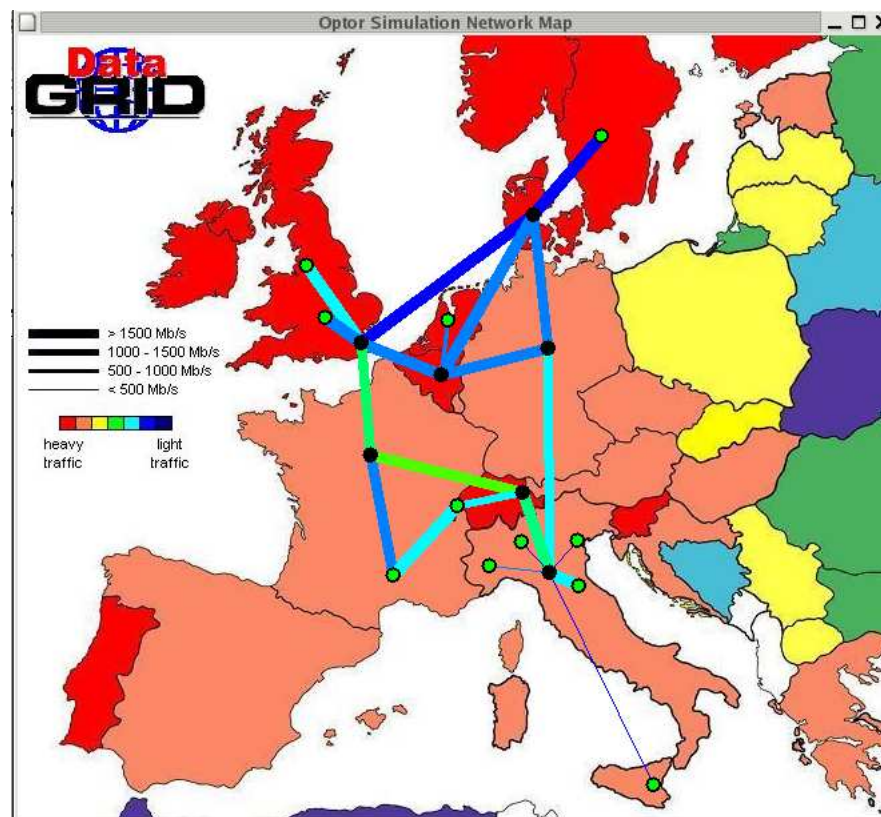 Optor Simulation Network Map
Data
GRID
> 1500 Mb/s
1000 - 1500 Mb/s
500 - 1000 Mb/s
< 500 Mb/s
heavy traffic
light traffic